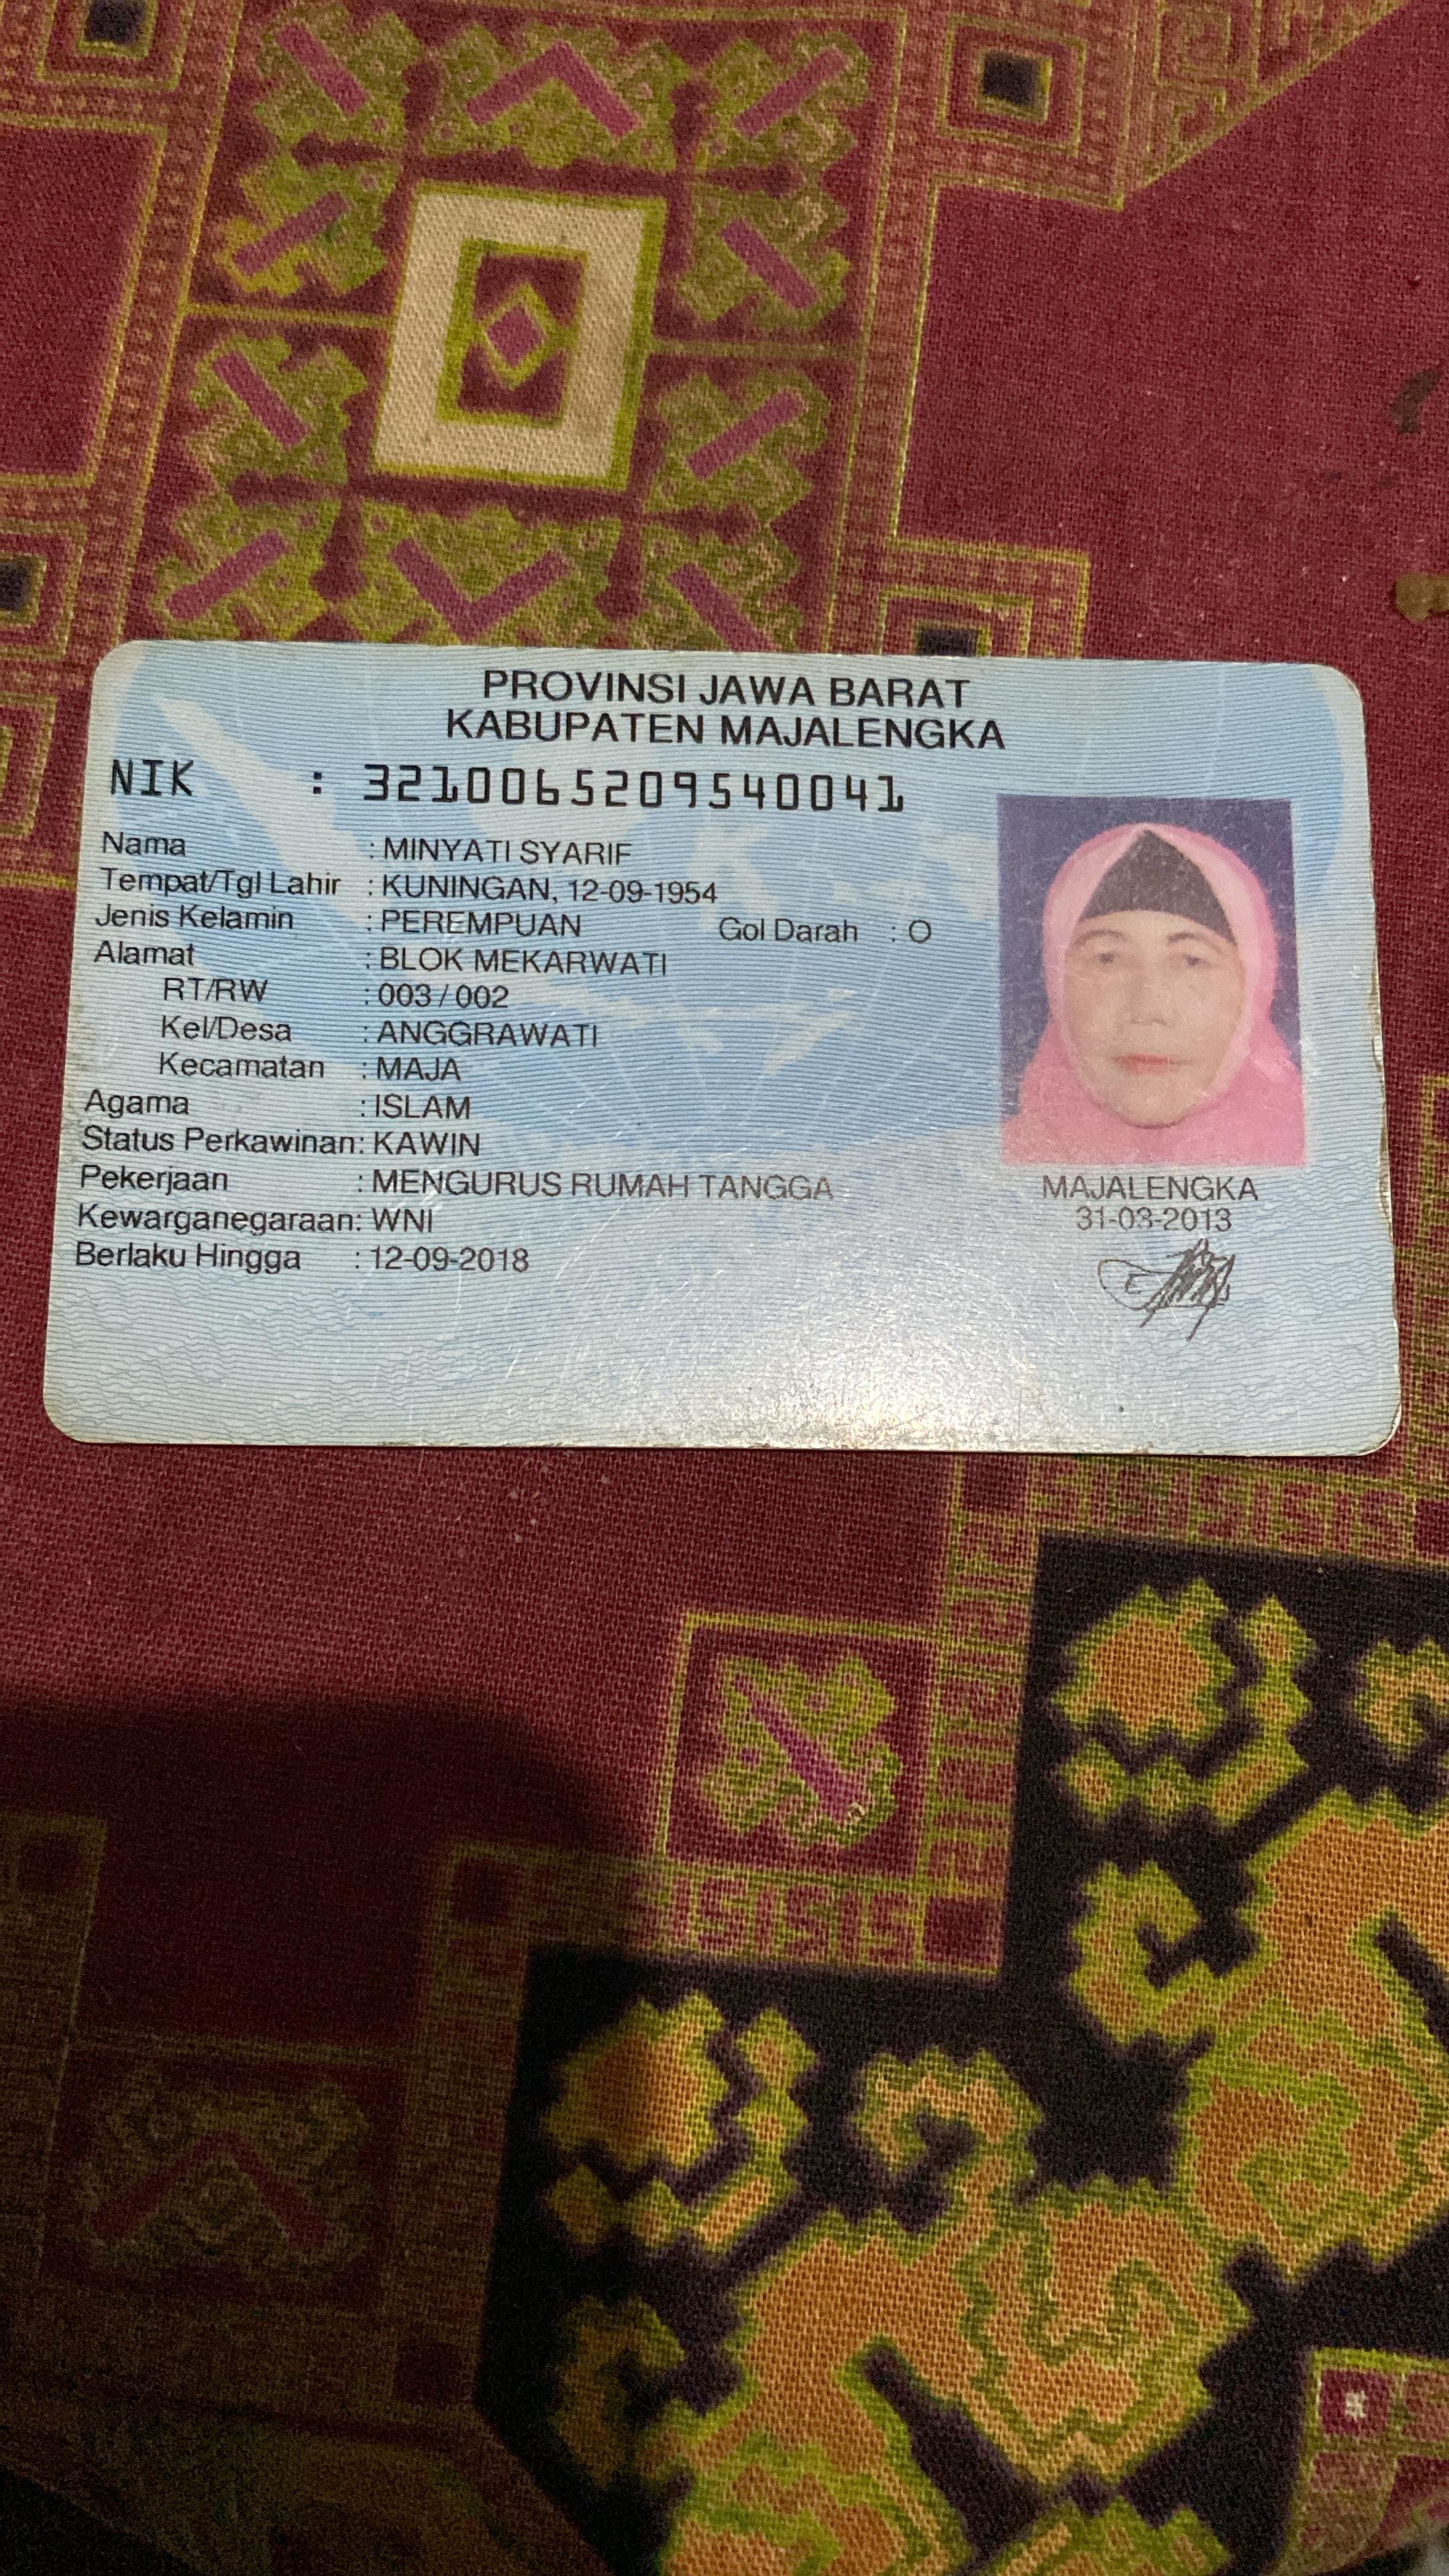 PROVINSI JAWA BARAT
KABUPATEN MAJALENGKA
NIK : 3210065209540041
Nama : MINYATI SYARIF
Tempat/Tgl Lahir : KUNINGAN, 12-09-1954
Jenis Kelamin : PEREMPUAN Gol Darah : O
Alamat : BLOK MEKARWATI
RT/RW : 003 / 002
Kel/Desa : ANGGRAWATI
Kecamatan : MAJA
Agama : ISLAM
Status Perkawinan: KAWIN
Pekerjaan : MENGURUS RUMAH TANGGA
Kewarganegaraan: WNI
Berlaku Hingga : 12-09-2018
MAJALENGKA
31-03-2013